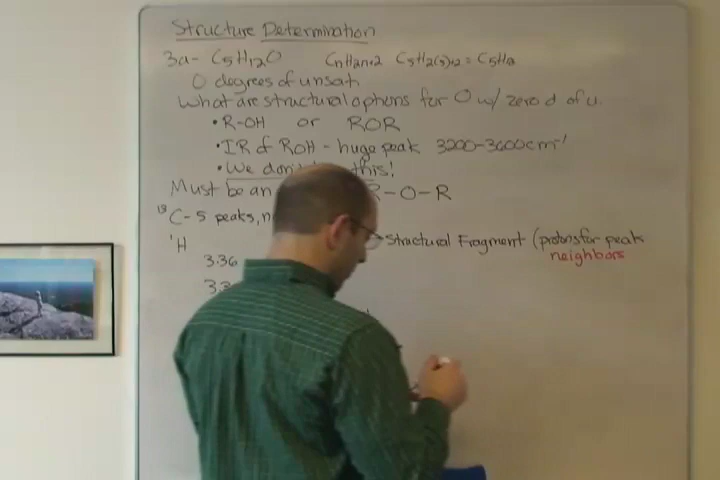 Structure Determination
3a- C5H12O CnH2n+2 C5H2(5)+2 = C5H12
0 degrees of unsat.
What are structural options for O w/ zero d of u.
• R-OH or ROR
• IR of ROH - huge peak 3200-3600cm-1
• We don't this!
Must be an R-O-R
13C- 5 peaks,
1H Structural Fragment (protons for peak
neighbors
3.36
3.3